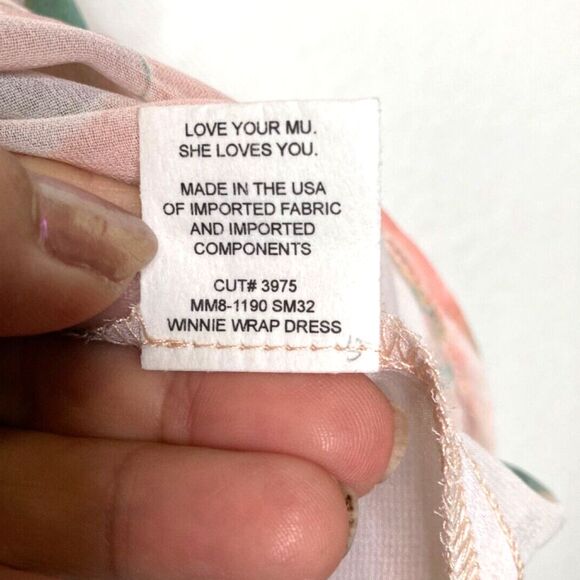 LOVE YOUR MU.
SHE LOVES YOU.
MADE IN THE USA
OF IMPORTED FABRIC
AND IMPORTED
COMPONENTS
CUT# 3975
MM8-1190 SM32
WINNIE WRAP DRESS